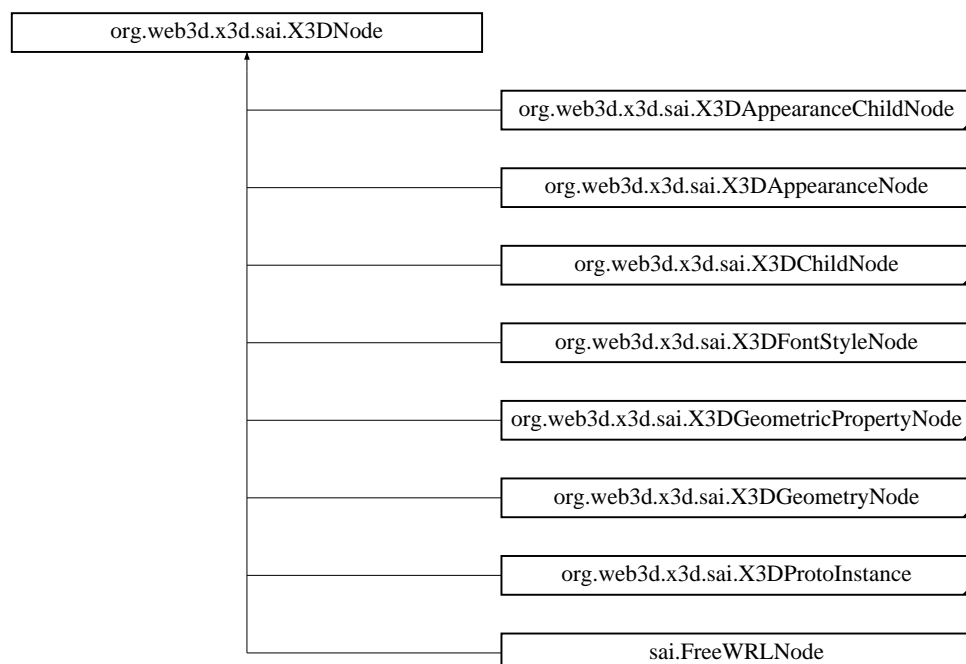 org.web3d.x3d.sai.X3DNode
org.web3d.x3d.sai.X3DAppearanceChildNode
org.web3d.x3d.sai.X3DAppearanceNode
org.web3d.x3d.sai.X3DChildNode
org.web3d.x3d.sai.X3DFontStyleNode
org.web3d.x3d.sai.X3DGeometricPropertyNode
org.web3d.x3d.sai.X3DGeometryNode
org.web3d.x3d.sai.X3DProtoInstance
sai.FreeWRLNode